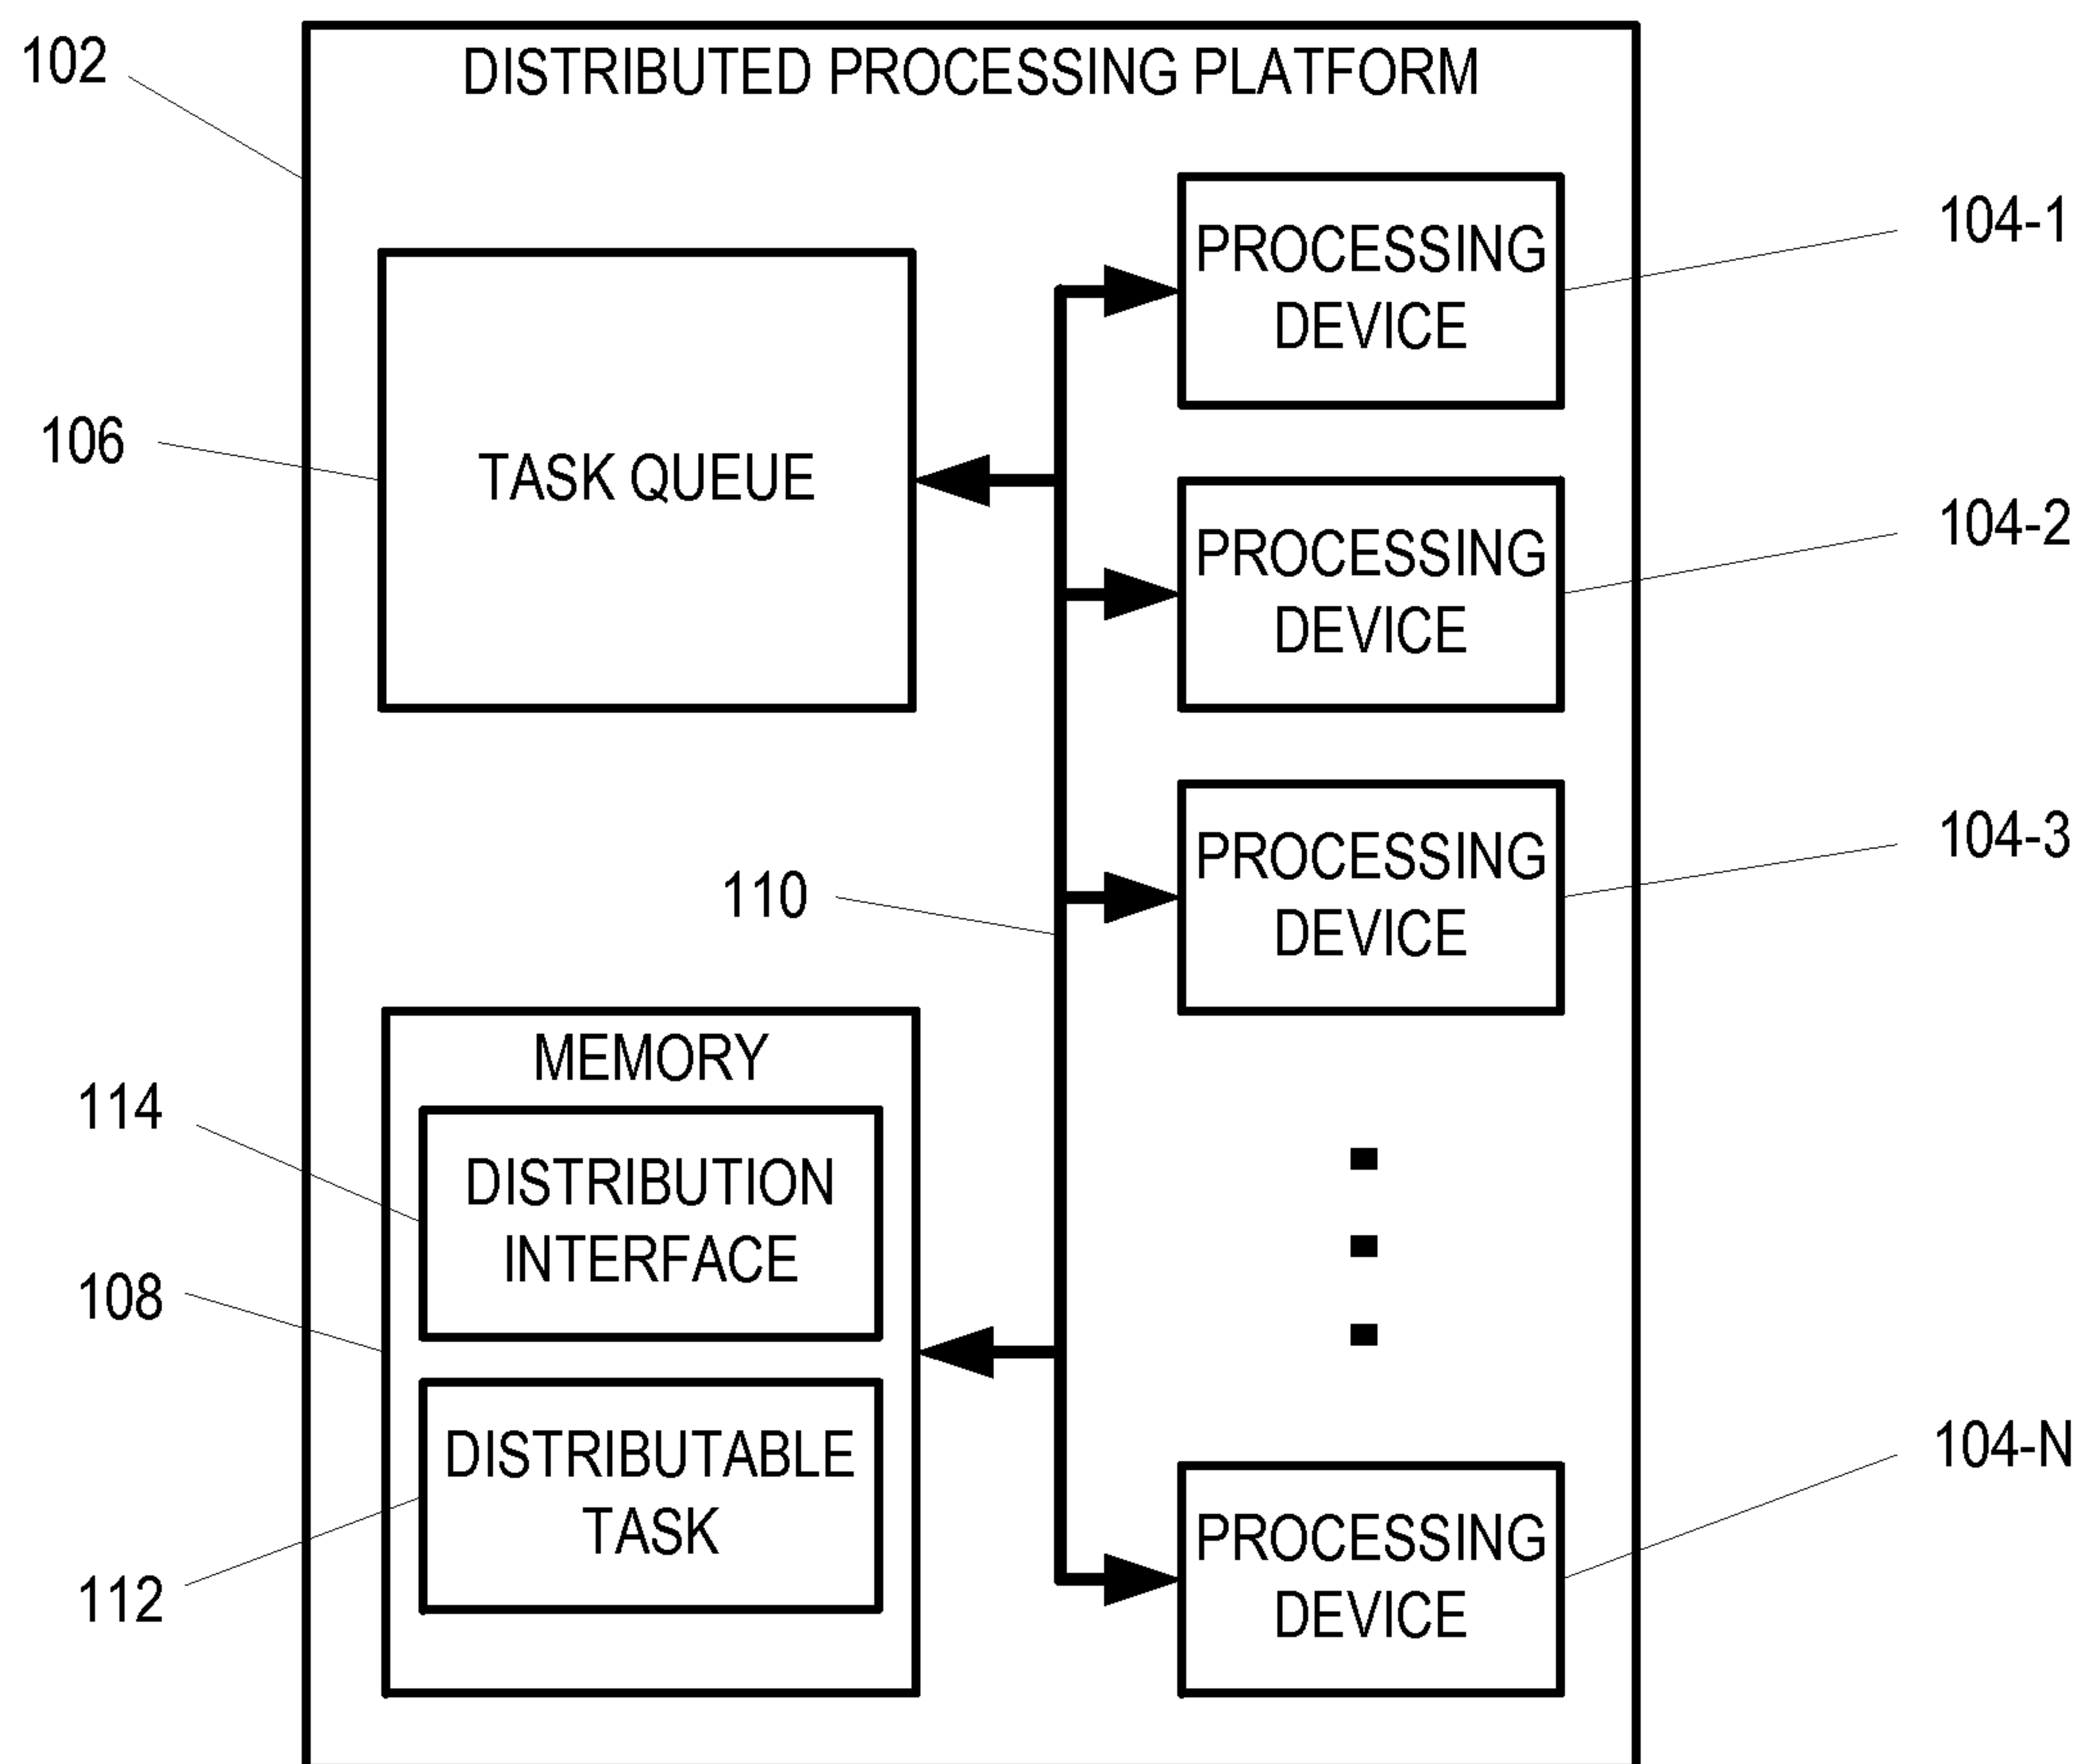 102
DISTRIBUTED PROCESSING PLATFORM
104-1
PROCESSING
DEVICE
106
TASK QUEUE
104-2
PROCESSING
DEVICE
104-3
PROCESSING
DEVICE
110
MEMORY
114
DISTRIBUTION
INTERFACE
108
DISTRIBUTABLE
TASK
112
104-N
PROCESSING
DEVICE